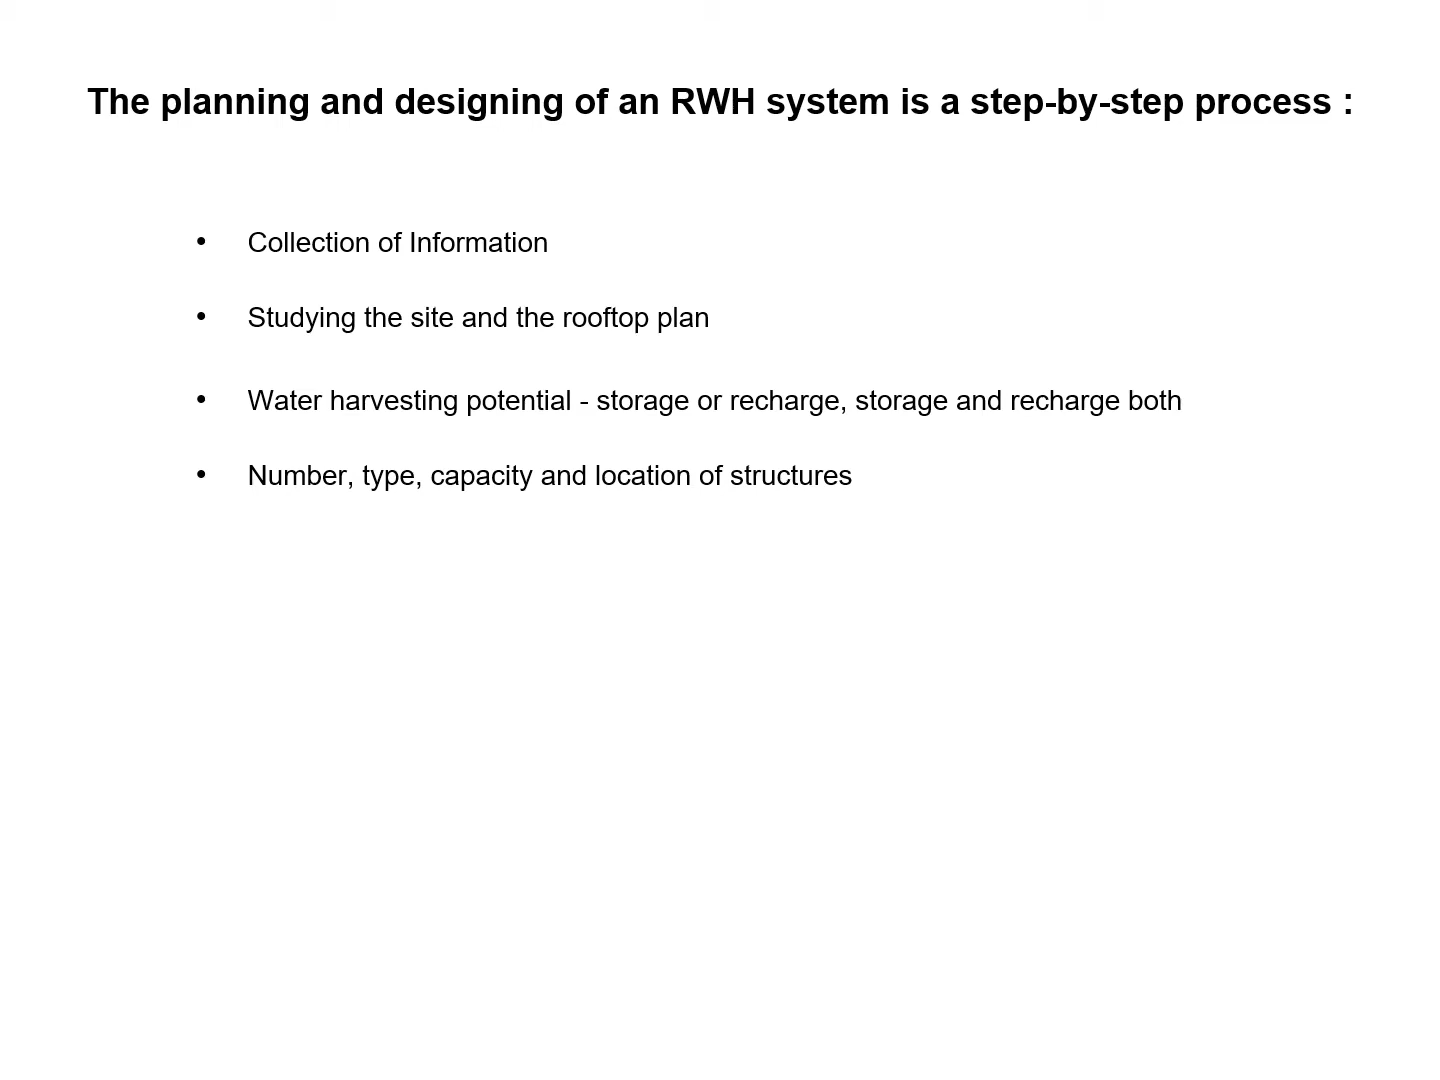 The planning and designing of an RWH system is a step-by-step process :
• Collection of Information
• Studying the site and the rooftop plan
• Water harvesting potential - storage or recharge, storage and recharge both
• Number, type, capacity and location of structures